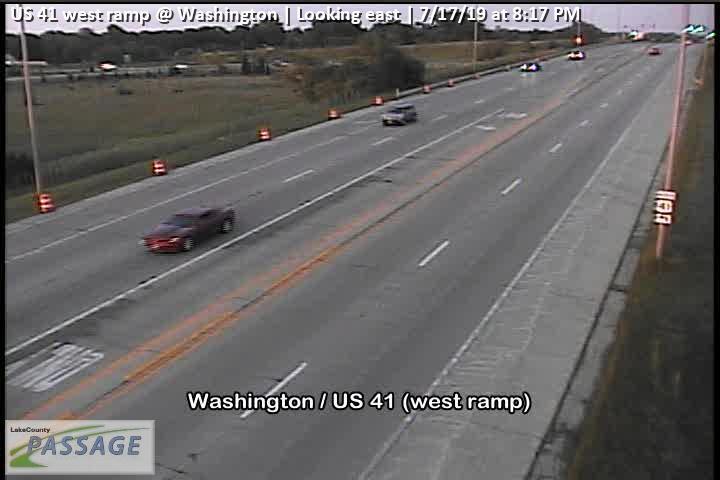 US 41 west ramp @ Washington | Looking east | 7/17/19 at 8:17 PM
Washington / US 41 (west ramp)
LakeCounty
PASSAGE